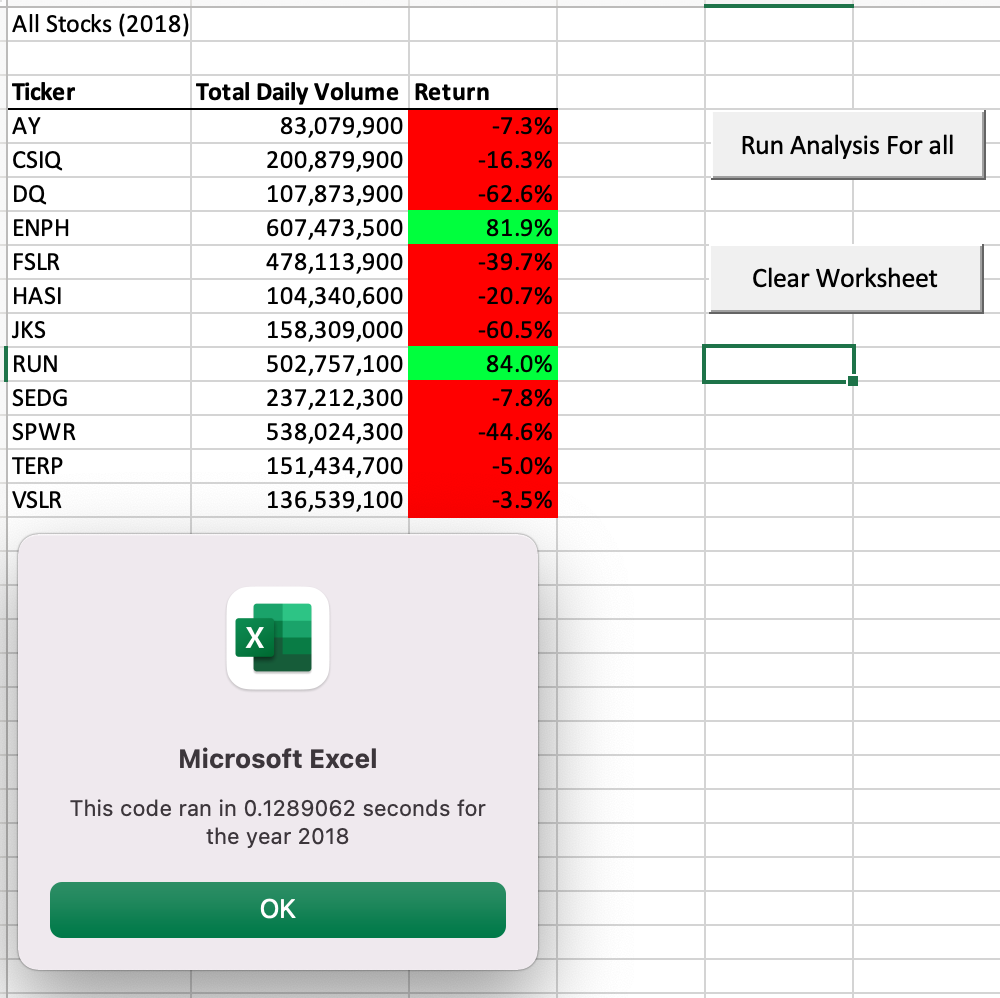 All Stocks (2018)
Ticker Total Daily Volume Return
AY 83,079,900 -7.3%
CSIQ 200,879,900 -16.3%
DQ 107,873,900 -62.6%
ENPH 607,473,500 81.9%
FSLR 478,113,900 -39.7%
HASI 104,340,600 -20.7%
JKS 158,309,000 -60.5%
RUN 502,757,100 84.0%
SEDG 237,212,300 -7.8%
SPWR 538,024,300 -44.6%
TERP 151,434,700 -5.0%
VSLR 136,539,100 -3.5%
Run Analysis For all
Clear Worksheet
X
Microsoft Excel
This code ran in 0.1289062 seconds for
the year 2018
OK